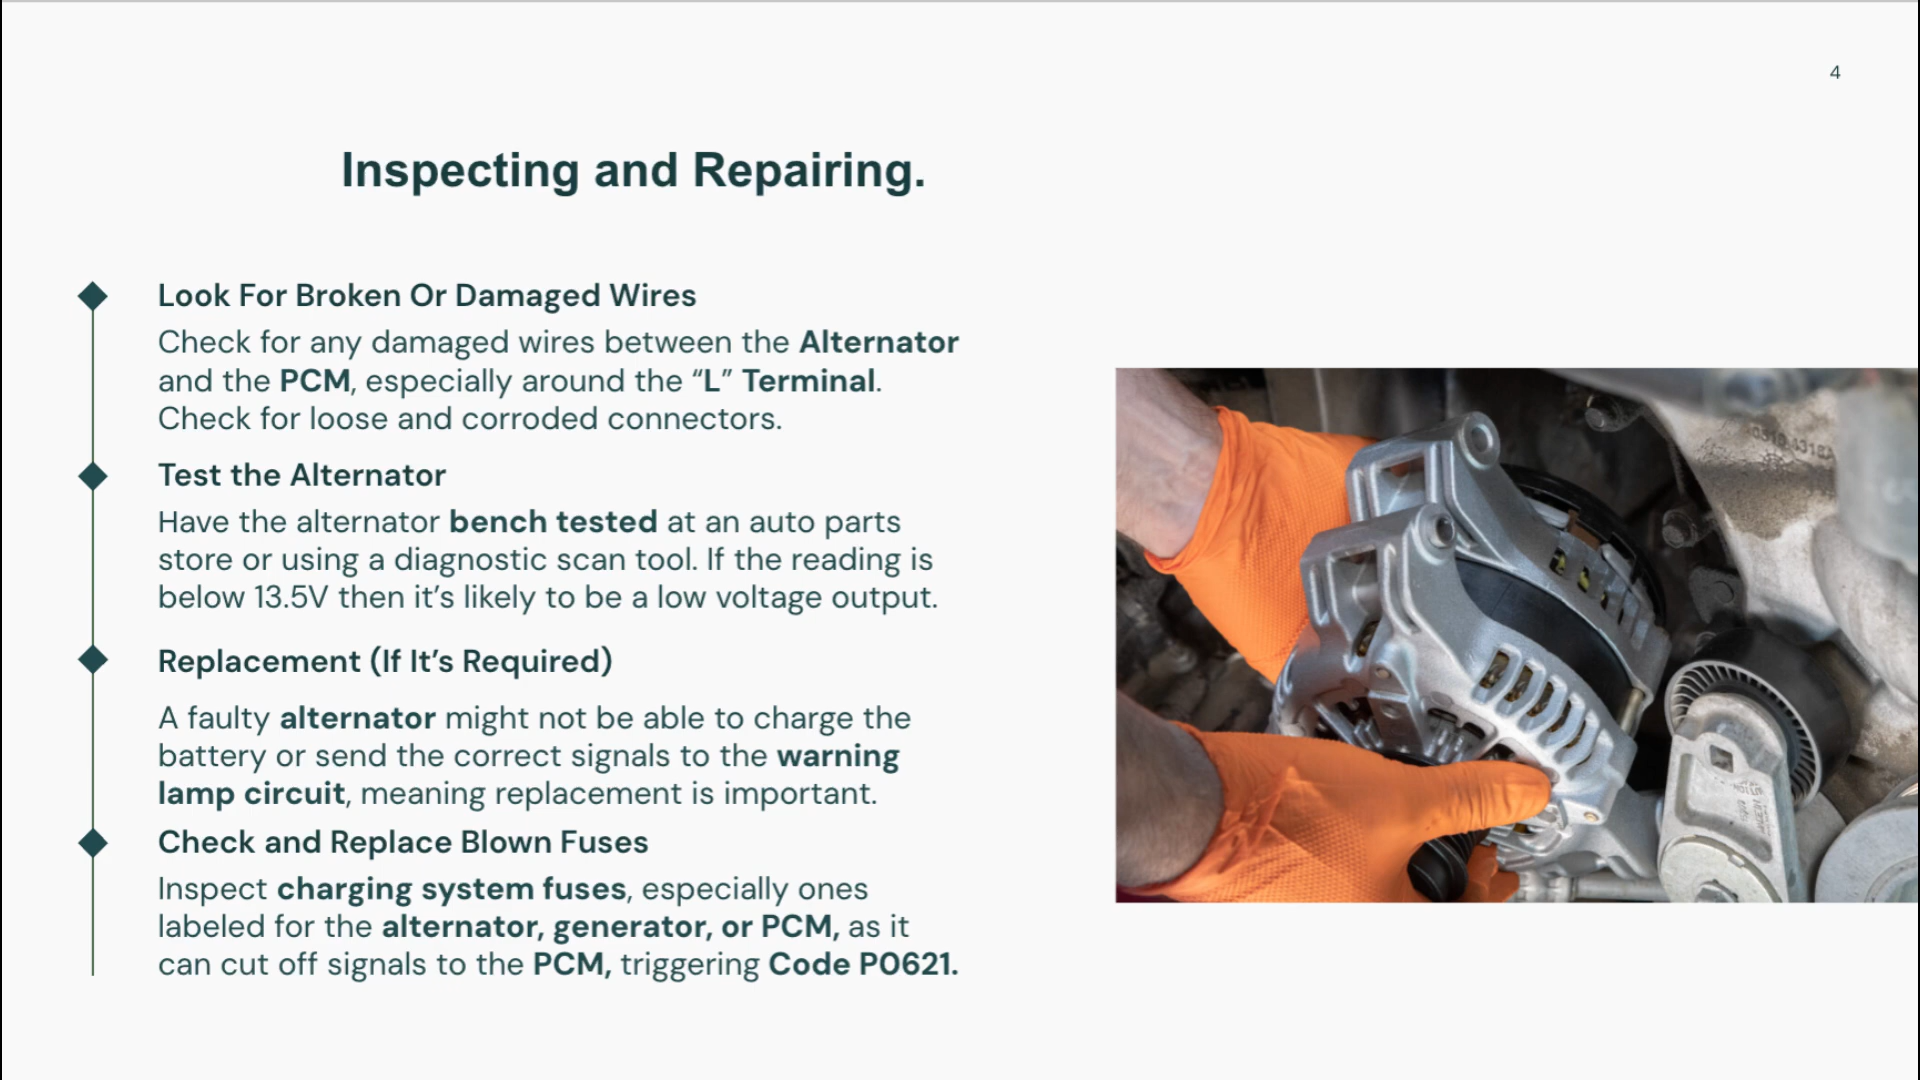 4
Inspecting and Repairing.
Look For Broken Or Damaged Wires
Check for any damaged wires between the Alternator
and the PCM, especially around the “L” Terminal.
Check for loose and corroded connectors.
Test the Alternator
Have the alternator bench tested at an auto parts
store or using a diagnostic scan tool. If the reading is
below 13.5V then it’s likely to be a low voltage output.
Replacement (If It’s Required)
A faulty alternator might not be able to charge the
battery or send the correct signals to the warning
lamp circuit, meaning replacement is important.
Check and Replace Blown Fuses
Inspect charging system fuses, especially ones
labeled for the alternator, generator, or PCM, as it
can cut off signals to the PCM, triggering Code P0621.